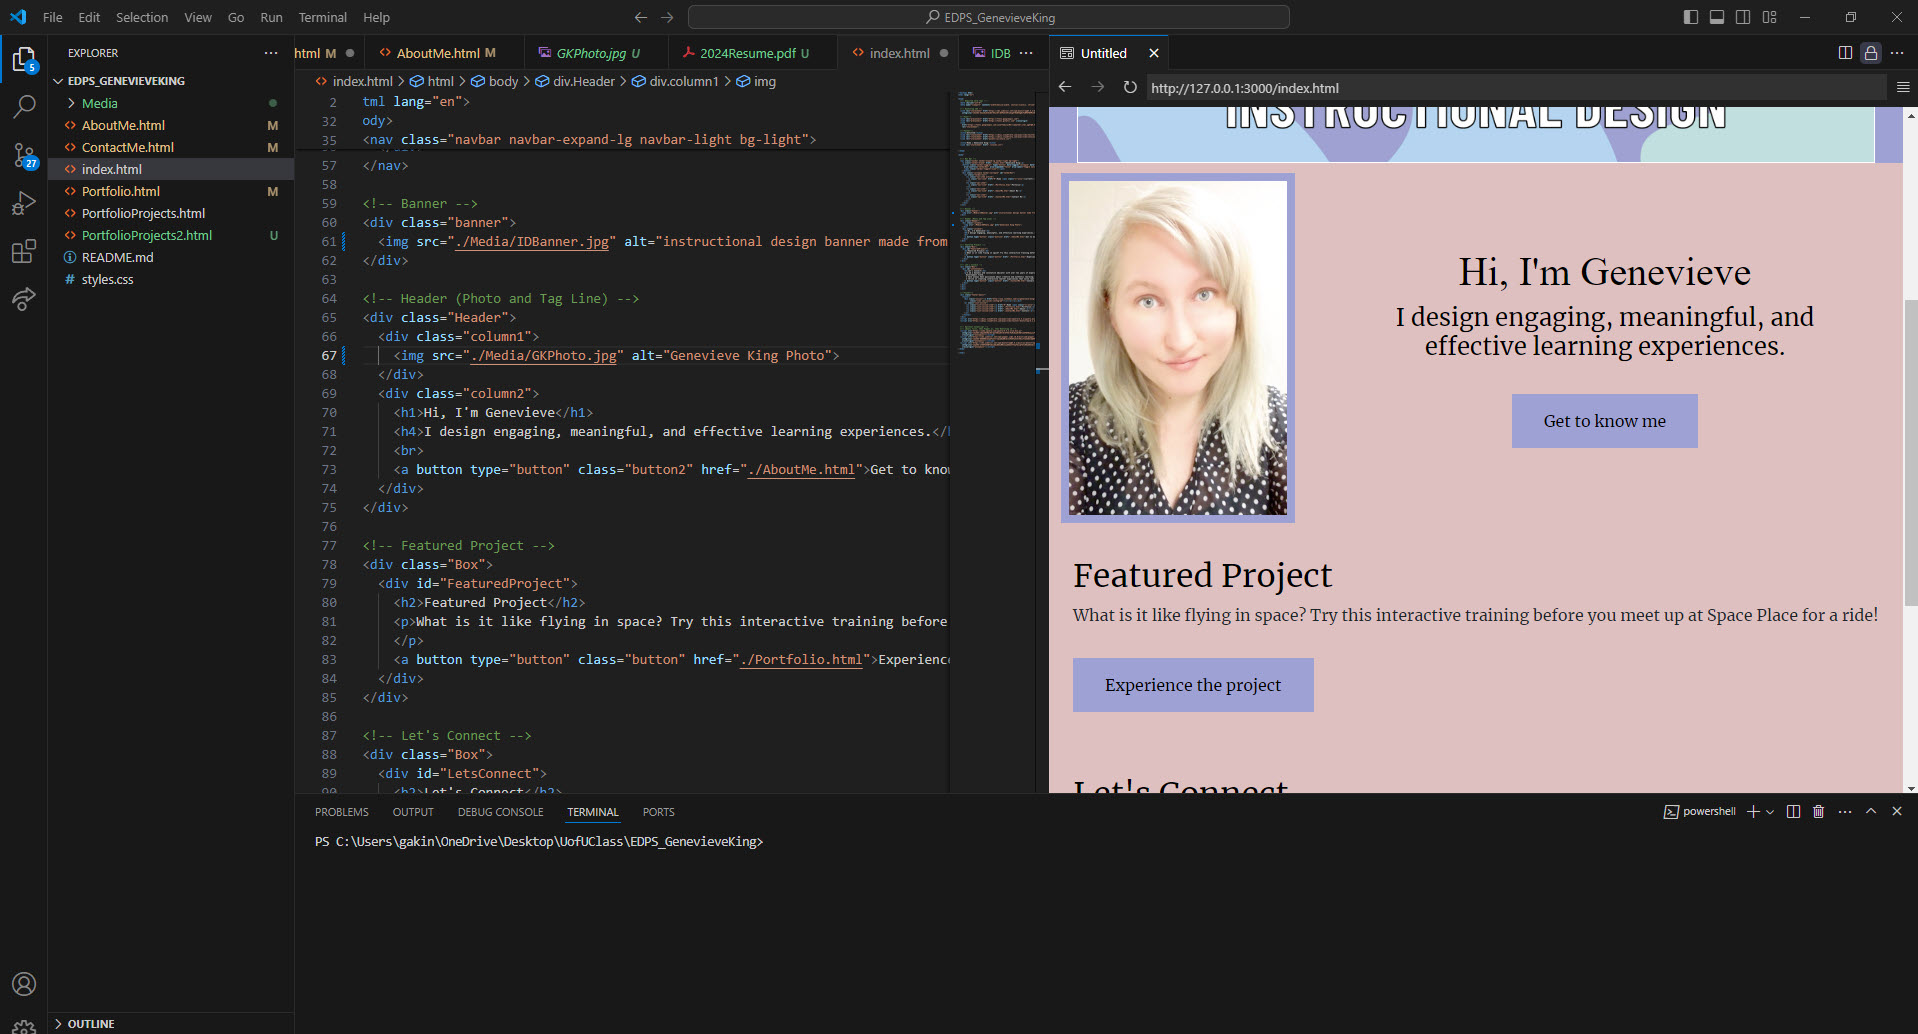 File Edit Selection View Go Run Terminal Help
EDPS_GenevieveKing
EXPLORER
EDPS_GENEVIEVEKING
Media
AboutMe.html M
ContactMe.html M
index.html
Portfolio.html M
PortfolioProjects.html
PortfolioProjects2.html U
README.md
styles.css
OUTLINE
5
27
html M
AboutMe.html M
GKPhoto.jpg U
2024Resume.pdf U
index.html
IDB
index.html > html > body > div.Header > div.column1 > img
2 tml lang="en">
32 ody>
35 <nav class="navbar navbar-expand-lg navbar-light bg-light">
57 </nav>
58
59 <!-- Banner -->
60 <div class="banner">
61 <img src="./Media/IDBanner.jpg" alt="instructional design banner made from
62 </div>
63
64 <!-- Header (Photo and Tag Line) -->
65 <div class="Header">
66 <div class="column1">
67 <img src="./Media/GKPhoto.jpg" alt="Genevieve King Photo">
68 </div>
69 <div class="column2">
70 <h1>Hi, I'm Genevieve</h1>
71 <h4>I design engaging, meaningful, and effective learning experiences.</h
72 <br>
73 <a button type="button" class="button2" href="./AboutMe.html">Get to know
74 </div>
75 </div>
76
77 <!-- Featured Project -->
78 <div class="Box">
79 <div id="FeaturedProject">
80 <h2>Featured Project</h2>
81 <p>What is it like flying in space? Try this interactive training before
82 </p>
83 <a button type="button" class="button" href="./Portfolio.html">Experience
84 </div>
85 </div>
86
87 <!-- Let's Connect -->
88 <div class="Box">
89 <div id="LetsConnect">
90 <h2>Let's Connect</h2>
Untitled
http://127.0.0.1:3000/index.html
INSTRUCTIONAL DESIGN
Hi, I'm Genevieve
I design engaging, meaningful, and
effective learning experiences.
Get to know me
Featured Project
What is it like flying in space? Try this interactive training before you meet up at Space Place for a ride!
Experience the project
Let's Connect
PROBLEMS OUTPUT DEBUG CONSOLE TERMINAL PORTS
powershell
PS C:\Users\gakin\OneDrive\Desktop\UofUClass\EDPS_GenevieveKing>